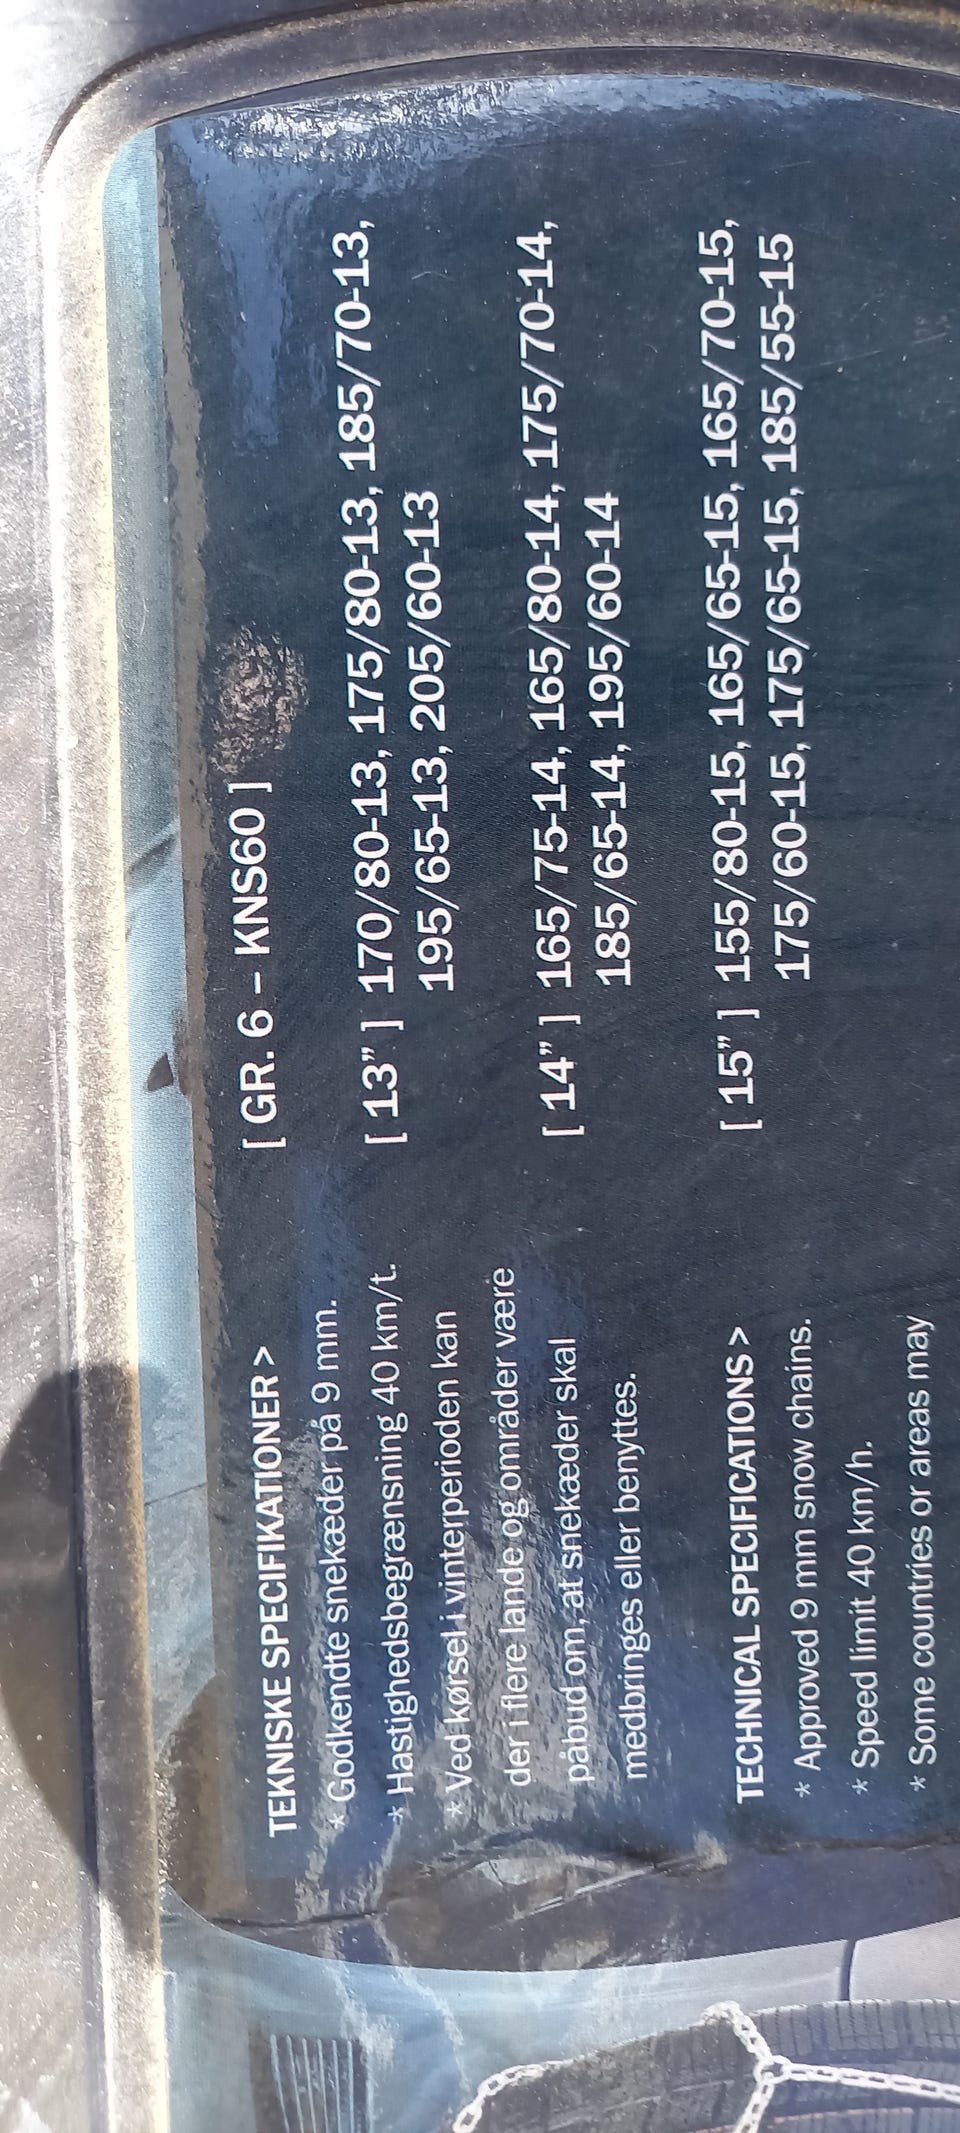 TEKNISKE SPECIFIKATIONER >
* Godkendte snekæder på 9 mm.
* Hastighedsbegrænsning 40 km/t.
* Ved kørsel i vinterperioden kan
der i flere lande og områder være
påbud om, at snekæder skal
medbringes eller benyttes.
TECHNICAL SPECIFICATIONS >
* Approved 9 mm snow chains.
* Speed limit 40 km/h.
* Some countries or areas may
[ GR. 6 – KNS60 ]
[ 13" ] 170/80-13, 175/80-13, 185/70-13,
195/65-13, 205/60-13
[ 14" ] 165/75-14, 165/80-14, 175/70-14,
185/65-14, 195/60-14
[ 15" ] 155/80-15, 165/65-15, 165/70-15,
175/60-15, 175/65-15, 185/55-15